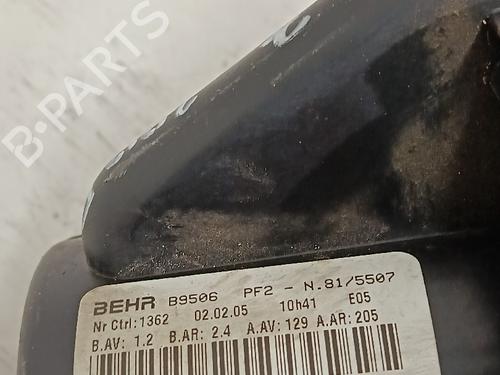 B-PARTS
BEHR B9506 PF2 - N.81/5507
Nr Ctrl:1362 02.02.05 10h41 E05
B.AV: 1.2 B.AR: 2.4 A.AV: 129 A.AR: 205